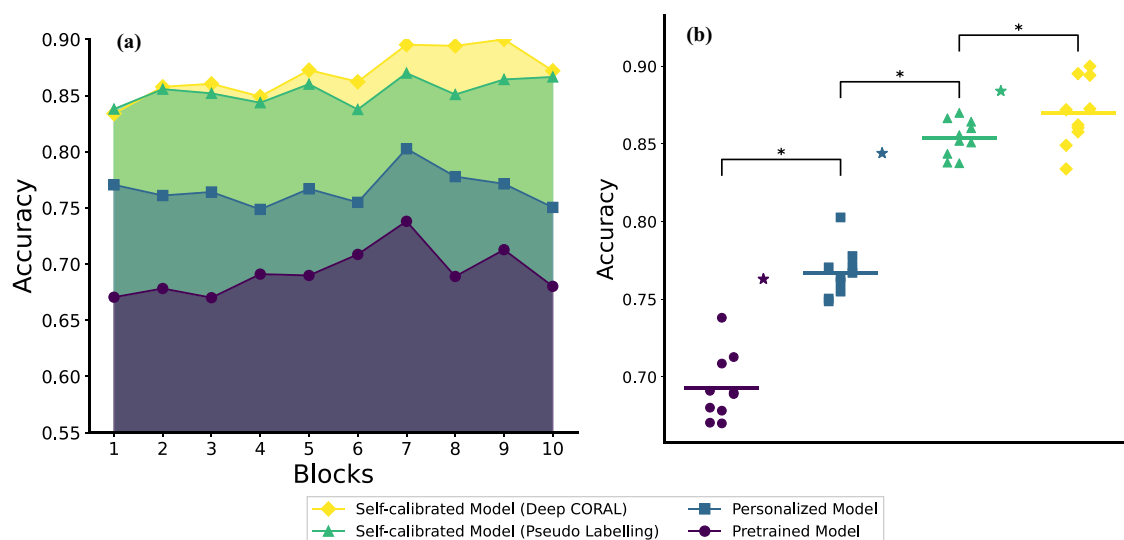 (a)
Accuracy
0.90
0.85
0.80
0.75
0.70
0.65
0.60
0.55
1 2 3 4 5 6 7 8 9 10
Blocks
(b)
Accuracy
0.90
0.85
0.80
0.75
0.70
*
*
*
Self-calibrated Model (Deep CORAL)
Self-calibrated Model (Pseudo Labelling)
Personalized Model
Pretrained Model